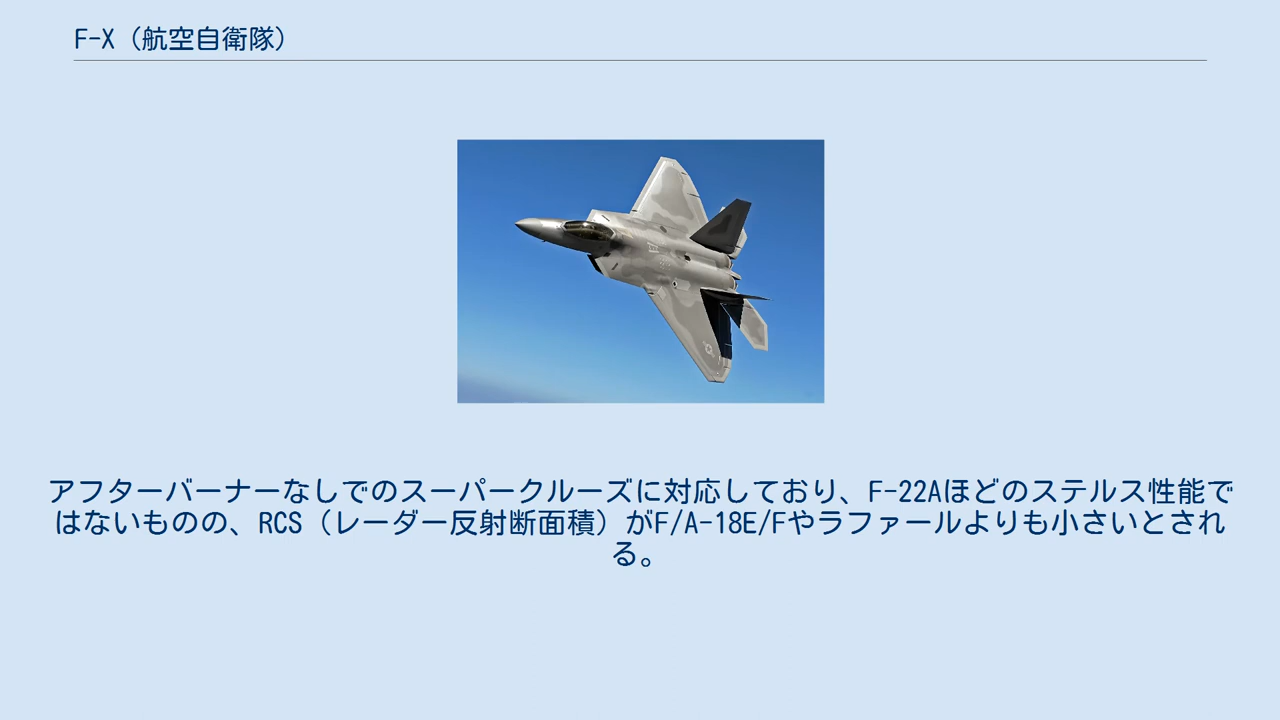 F-X（航空自衛隊）
アフターバーナーなしでのスーパークルーズに対応しており、F-22Aほどのステルス性能で
はないものの、RCS（レーダー反射断面積）がF/A-18E/Fやラファールよりも小さいとされ
る。